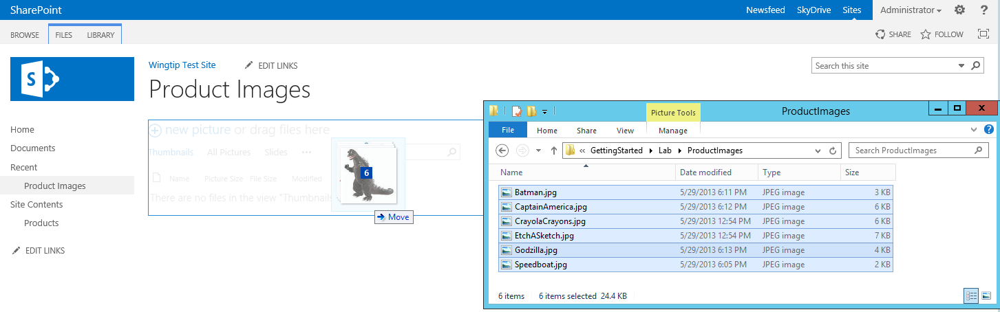 SharePoint Newsfeed SkyDrive Sites Administrator ?
BROWSE FILES LIBRARY SHARE FOLLOW
S
Wingtip Test Site EDIT LINKS Search this site
Product Images
Home
Documents
Recent
Product Images
Site Contents
Products
EDIT LINKS
new picture or drag files here
Thumbnails All Pictures Slides •••
Name Picture Size File Size Modified
There are no files in the view "Thumbnails
6
Move
Picture Tools ProductImages
File Home Share View Manage ?
« GettingStarted Lab ProductImages Search ProductImages
Name Date modified Type Size
Batman.jpg 5/29/2013 6:11 PM JPEG image 3 KB
CaptainAmerica.jpg 5/29/2013 6:12 PM JPEG image 6 KB
CrayolaCrayons.jpg 5/29/2013 12:54 PM JPEG image 6 KB
EtchASketch.jpg 5/29/2013 12:54 PM JPEG image 7 KB
Godzilla.jpg 5/29/2013 6:13 PM JPEG image 4 KB
Speedboat.jpg 5/29/2013 6:05 PM JPEG image 2 KB
6 items 6 items selected 24.4 KB